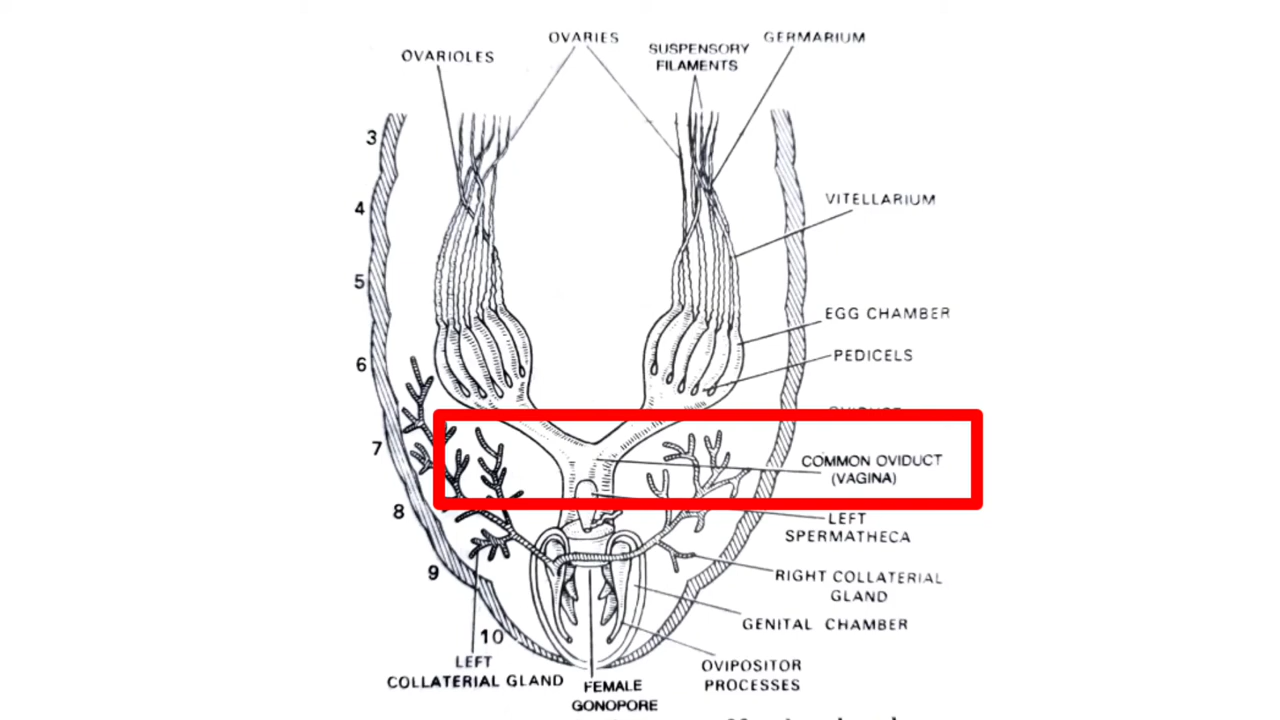 OVARIOLES
OVARIES
SUSPENSORY
FILAMENTS
GERMARIUM
3
4
VITELLARIUM
5
EGG CHAMBER
PEDICELS
6
7
COMMON OVIDUCT
(VAGINA)
8
LEFT
SPERMATHECA
9
RIGHT COLLATERIAL
GLAND
GENITAL CHAMBER
10
LEFT
COLLATERIAL GLAND
OVIPOSITOR
PROCESSES
FEMALE
GONOPORE